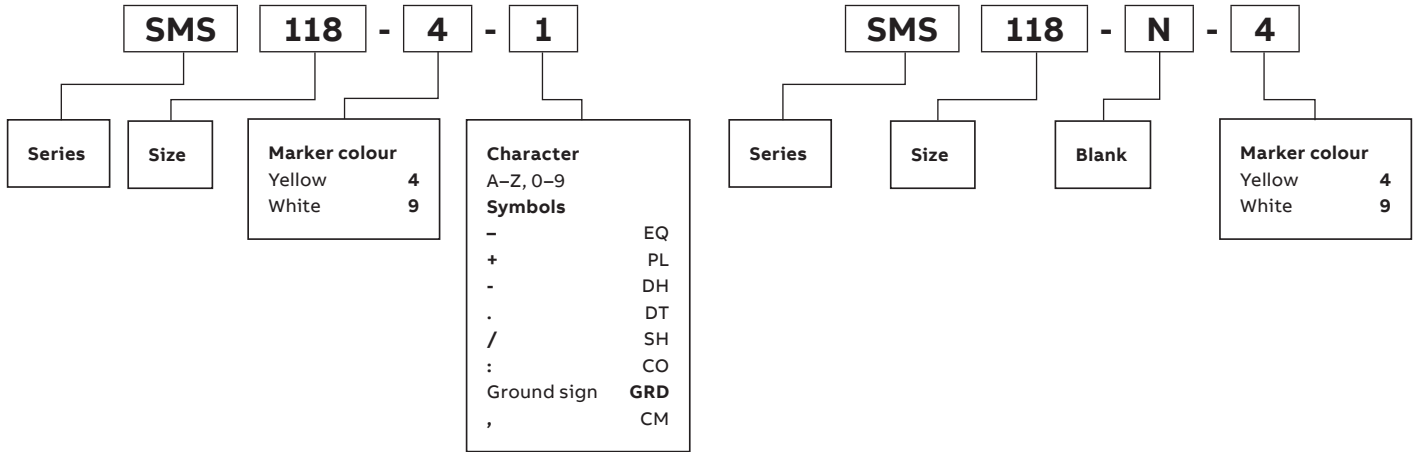 SMS 118 - 4 - 1
Series
Size
Marker colour
Yellow 4
White 9
Character
A–Z, 0–9
Symbols
– EQ
+ PL
- DH
. DT
/ SH
: CO
Ground sign GRD
, CM
SMS 118 - N - 4
Series
Size
Blank
Marker colour
Yellow 4
White 9